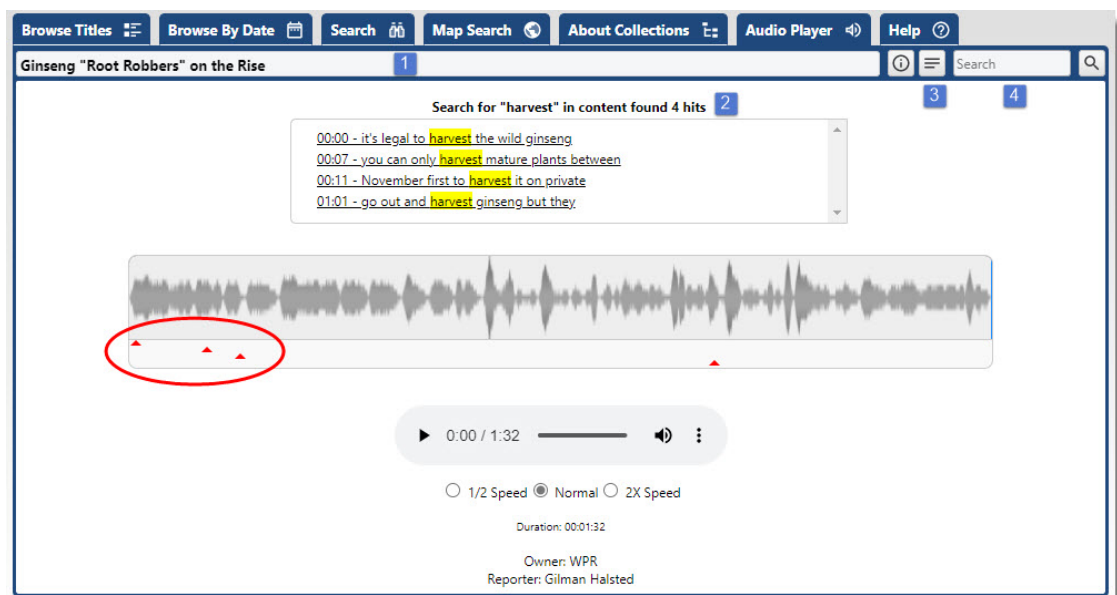 Browse Titles Browse By Date Search Map Search About Collections Audio Player Help
Ginseng "Root Robbers" on the Rise 1 Search
3 4
Search for "harvest" in content found 4 hits 2
00:00 - it's legal to harvest the wild ginseng
00:07 - you can only harvest mature plants between
00:11 - November first to harvest it on private
01:01 - go out and harvest ginseng but they
0:00 / 1:32
1/2 Speed Normal 2X Speed
Duration: 00:01:32
Owner: WPR
Reporter: Gilman Halsted